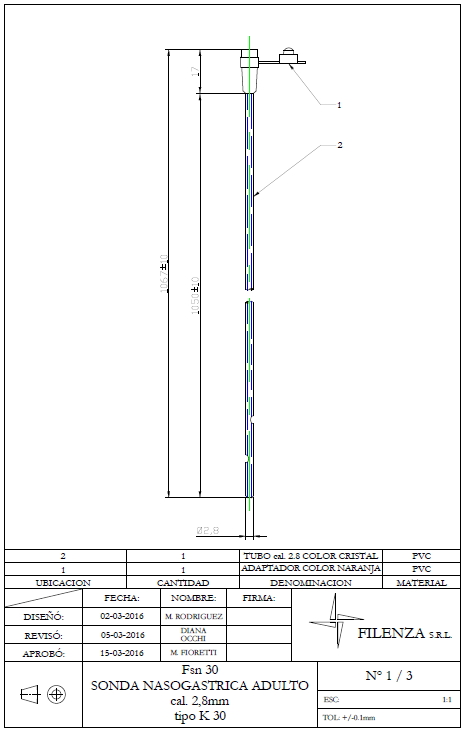 17
1
2
1067±10
1050±10
Ø2,8
2 1 TUBO cal. 2.8 COLOR CRISTAL PVC
1 1 ADAPTADOR COLOR NARANJA PVC
UBICACION CANTIDAD DENOMINACION MATERIAL
FECHA: NOMBRE: FIRMA:
DISEÑÓ: 02-03-2016 M. RODRIGUEZ
REVISÓ: 05-03-2016 DIANA OCCHI
APROBÓ: 15-03-2016 M. FIORETTI
FILENZA S.R.L.
Fsn 30
SONDA NASOGASTRICA ADULTO
cal. 2,8mm
tipo K 30
N° 1 / 3
ESC: 1:1
TOL: +/-0.1mm